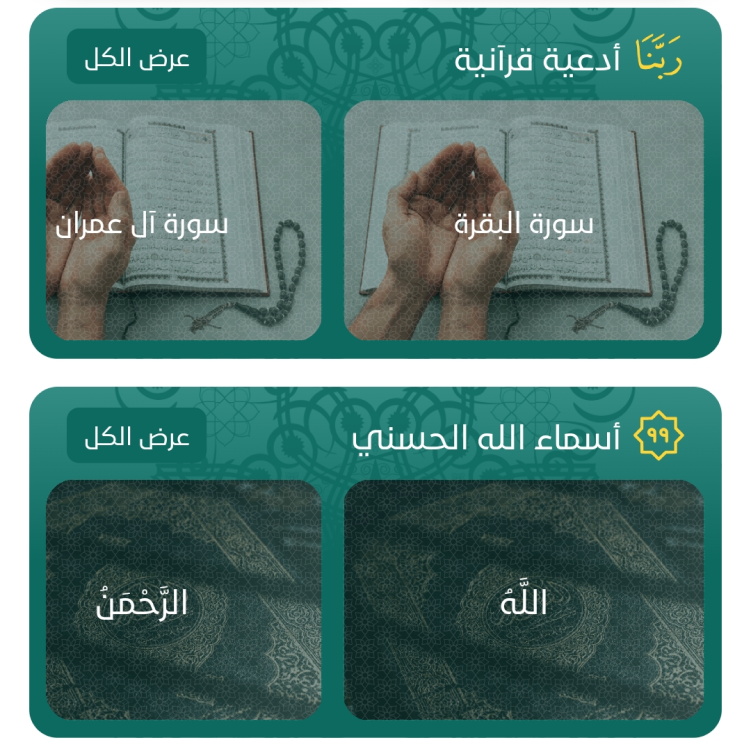 رَبَّنَا أدعية قرآنية
عرض الكل
سورة البقرة
سورة آل عمران
٩٩ أسماء الله الحسني
عرض الكل
اللَّهُ
الرَّحْمَنُ